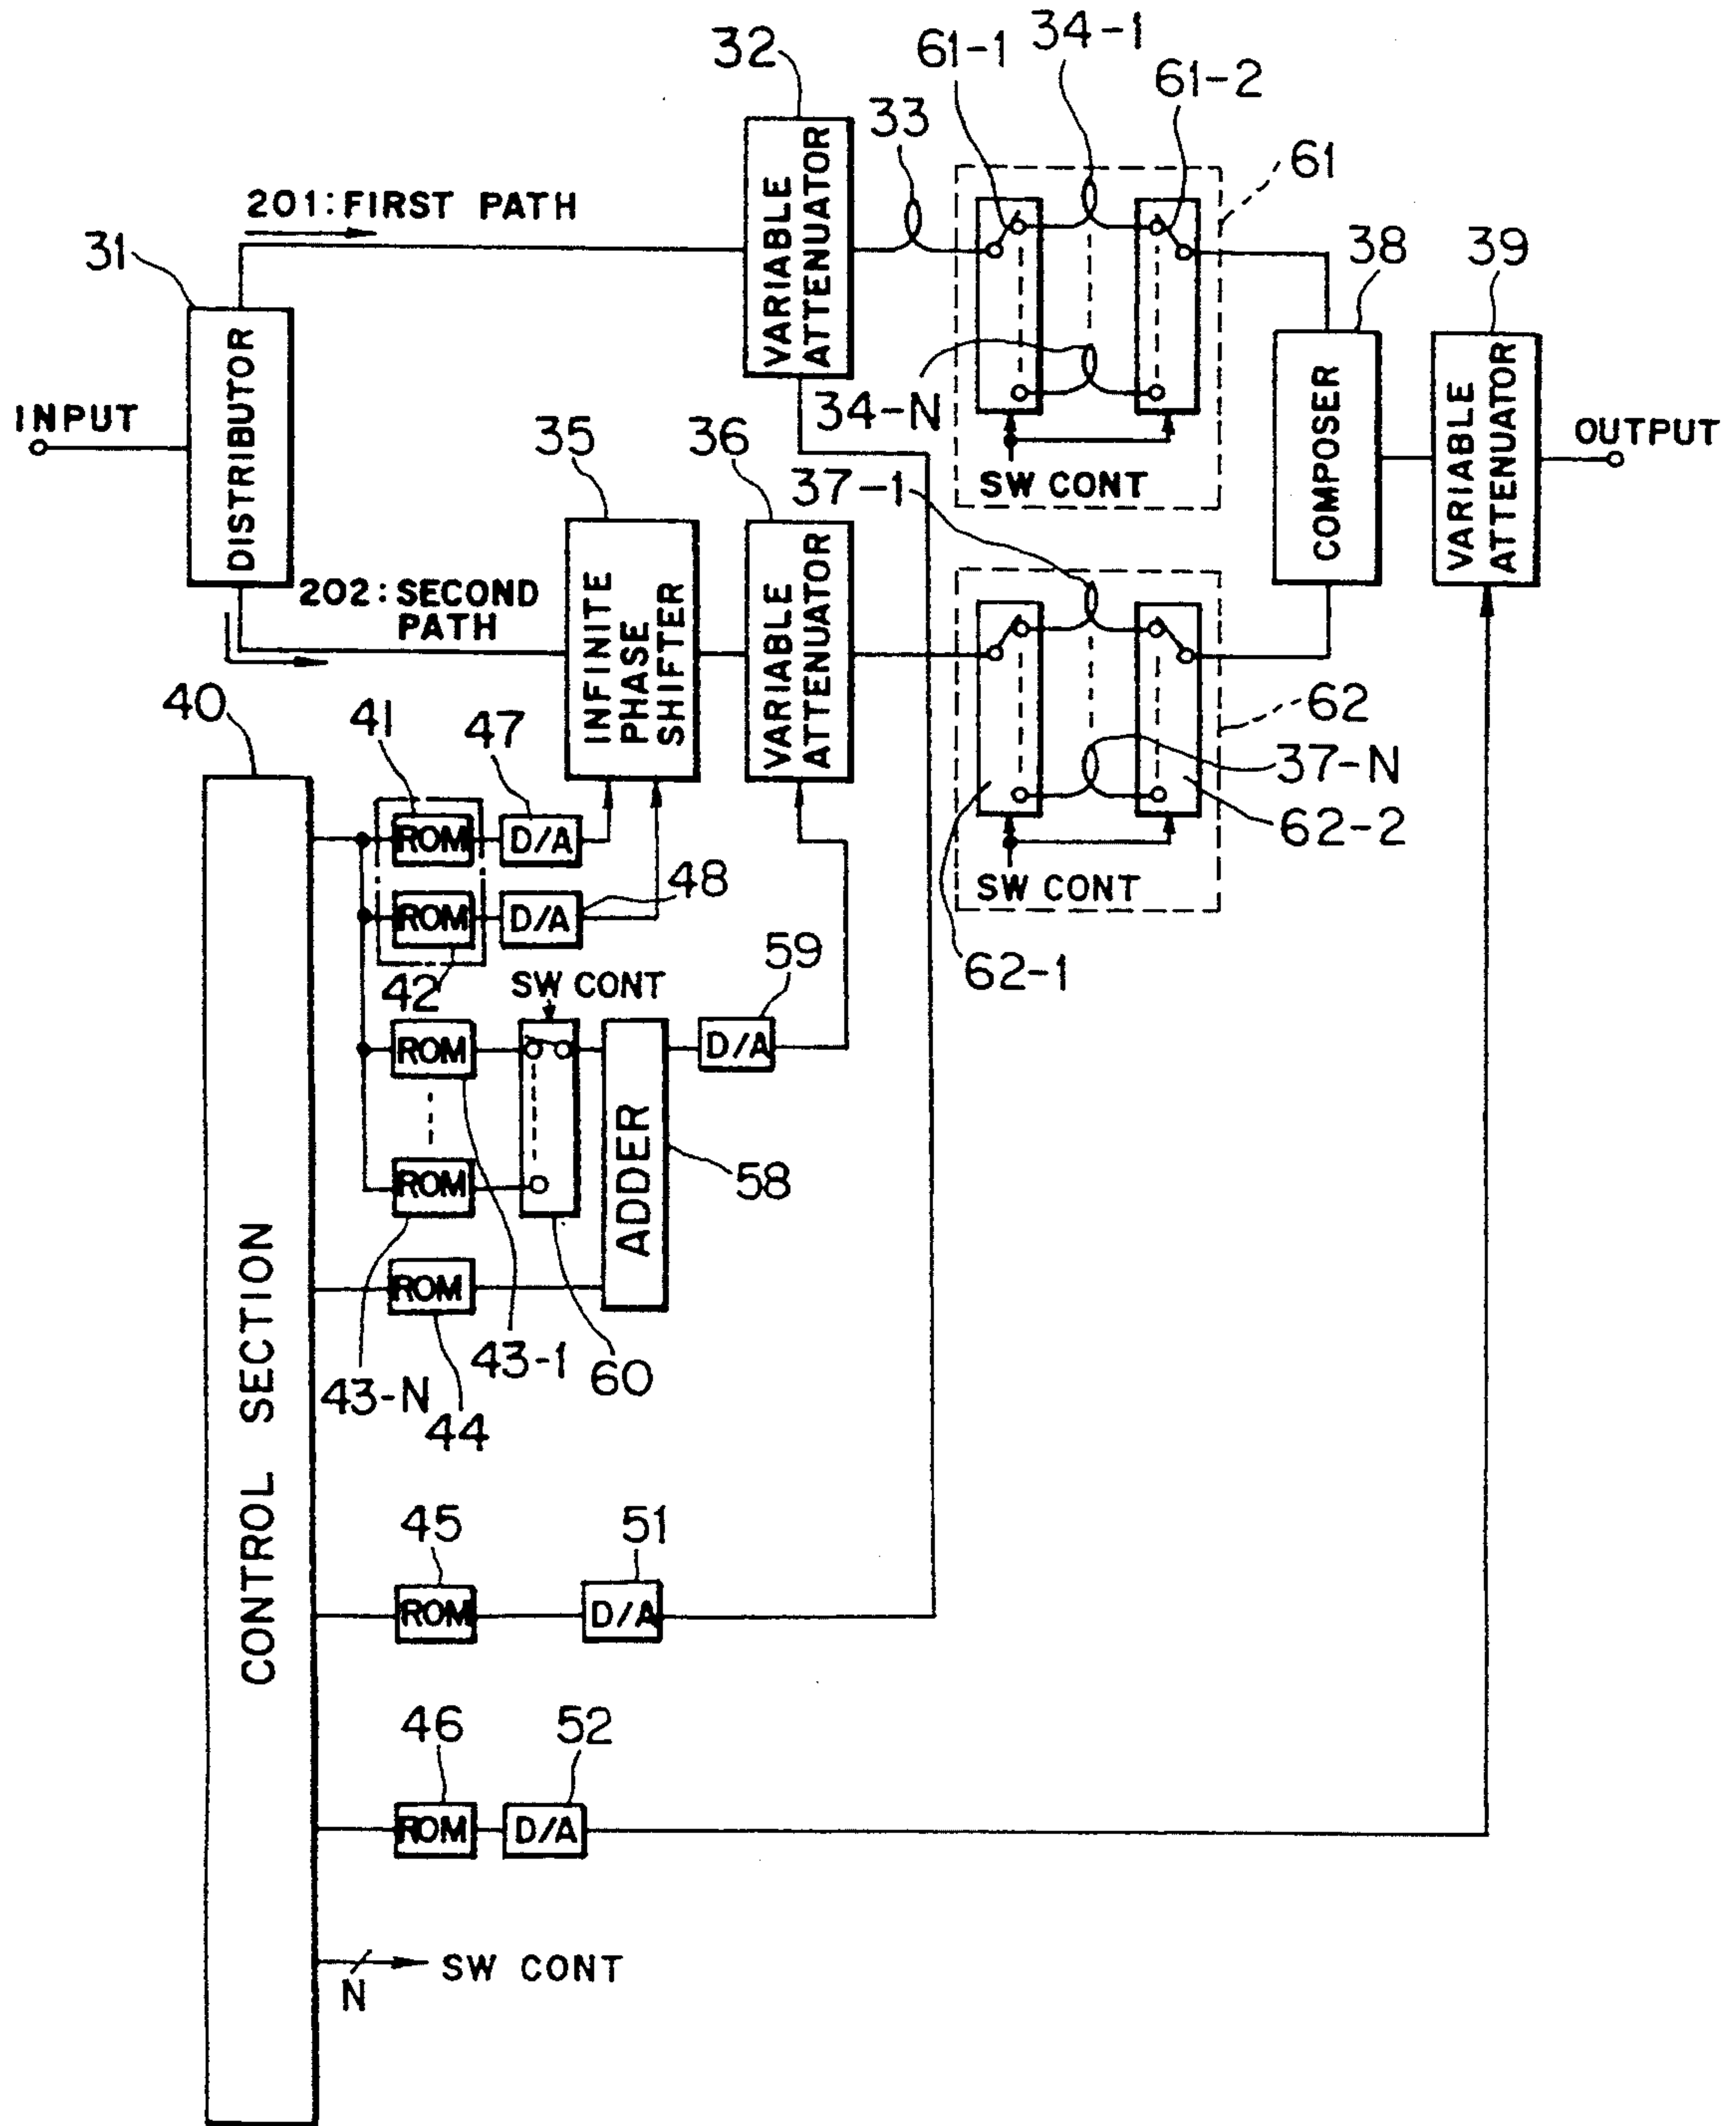 32
61-1
34-1
61-2
33
61
201:FIRST PATH
VARIABLE
ATTENUATOR
31
38
39
DISTRIBUTOR
INPUT
34-N
SW CONT
COMPOSER
VARIABLE
ATTENUATOR
OUTPUT
35
36
37-1
202:SECOND
PATH
INFINITE
PHASE
SHIFTER
VARIABLE
ATTENUATOR
62
37-N
62-2
SW CONT
62-1
40
41
47
ROM
D/A
48
ROM
D/A
42
SW CONT
59
ROM
D/A
ADDER
58
ROM
ROM
43-1
60
43-N
44
CONTROL SECTION
45
51
ROM
D/A
46
52
ROM
D/A
N
SW CONT